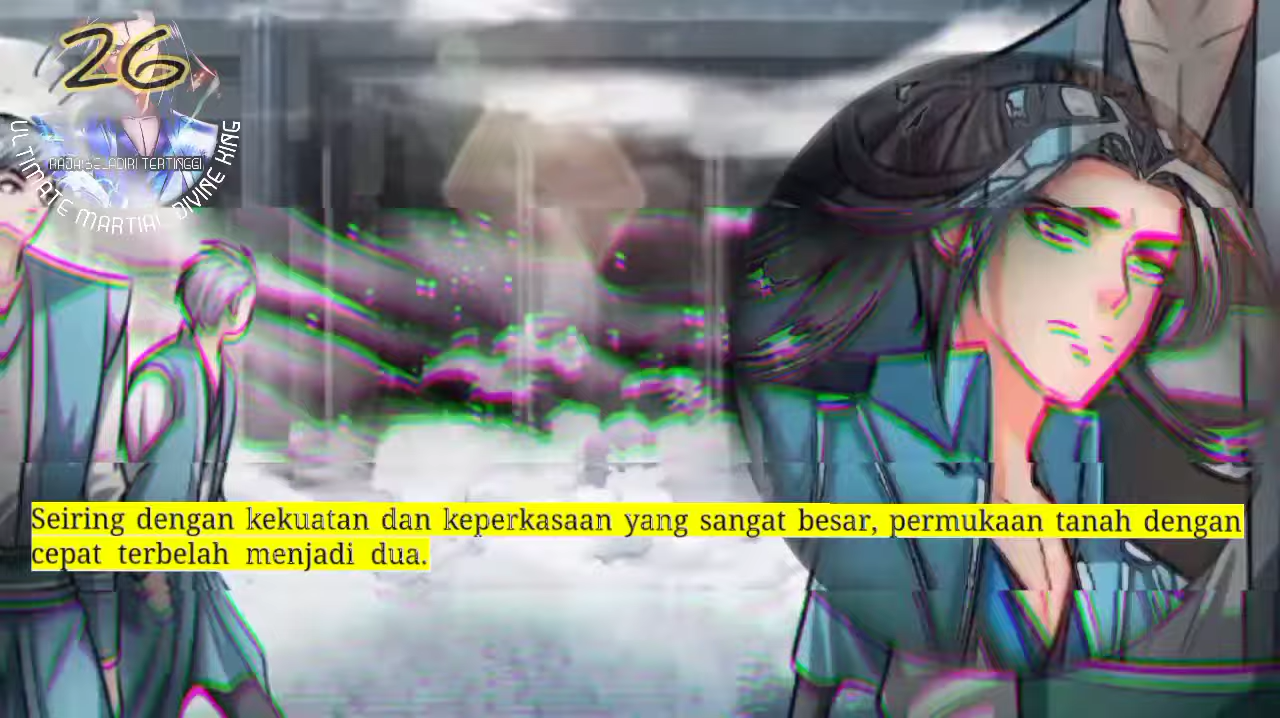 26
RAJA BELADIRI TERTINGGI
ULTIMATE MARTIAL DIVINE KING
Seiring dengan kekuatan dan keperkasaan yang sangat besar, permukaan tanah dengan
cepat terbelah menjadi dua.